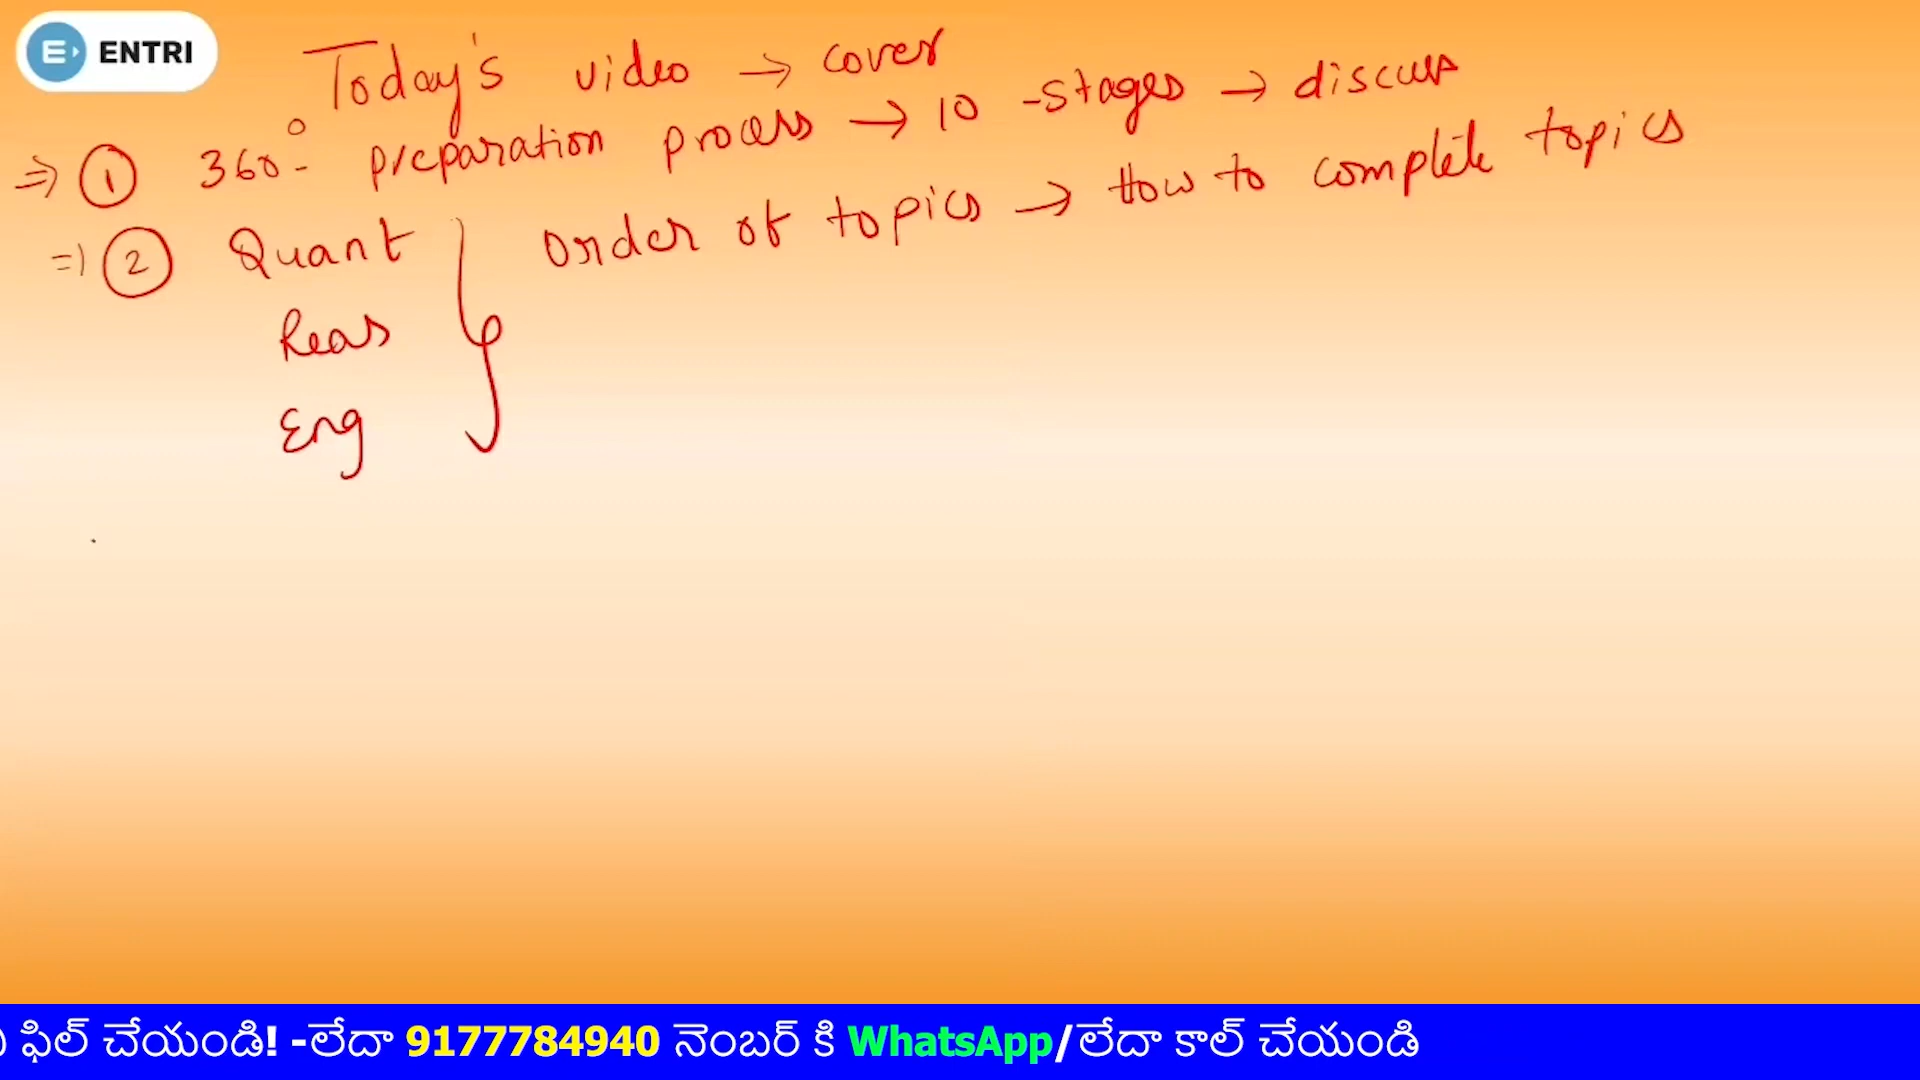 ENTRI
Today's video → cover
⇒ ① 360° - preparation process → 10 -stages → discuss
⇒ ② Quant } order of topics → How to complete topics
Reas
Eng
ఫిల్ చేయండి! -లేదా 9177784940 నెంబర్ కి WhatsApp/లేదా కాల్ చేయండి